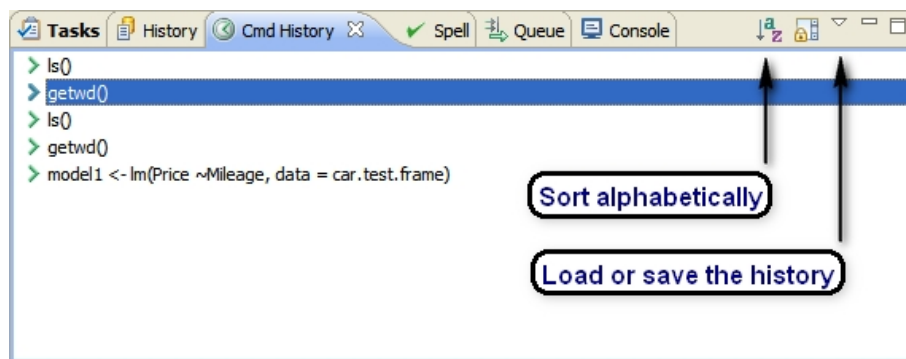 Tasks History Cmd History Spell Queue Console
ls()
getwd()
ls()
getwd()
model1 <- lm(Price ~Mileage, data = car.test.frame)
Sort alphabetically
Load or save the history